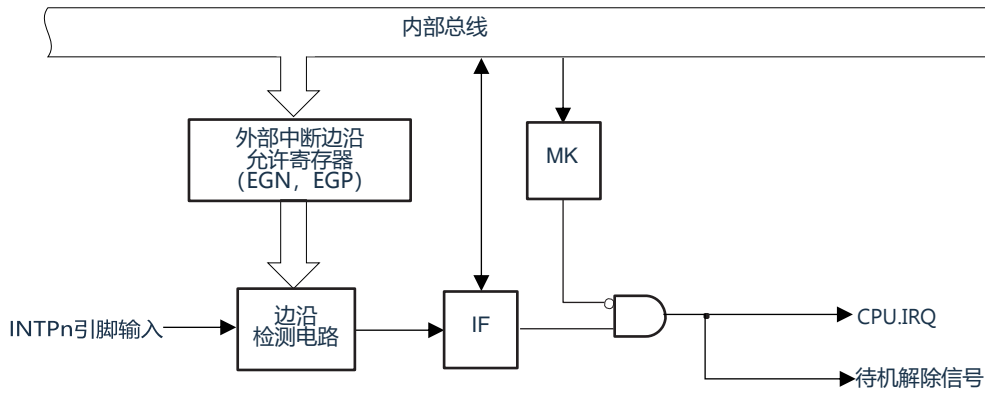 内部总线
外部中断边沿
允许寄存器
（EGN，EGP）
MK
INTPn引脚输入
边沿
检测电路
IF
CPU.IRQ
待机解除信号